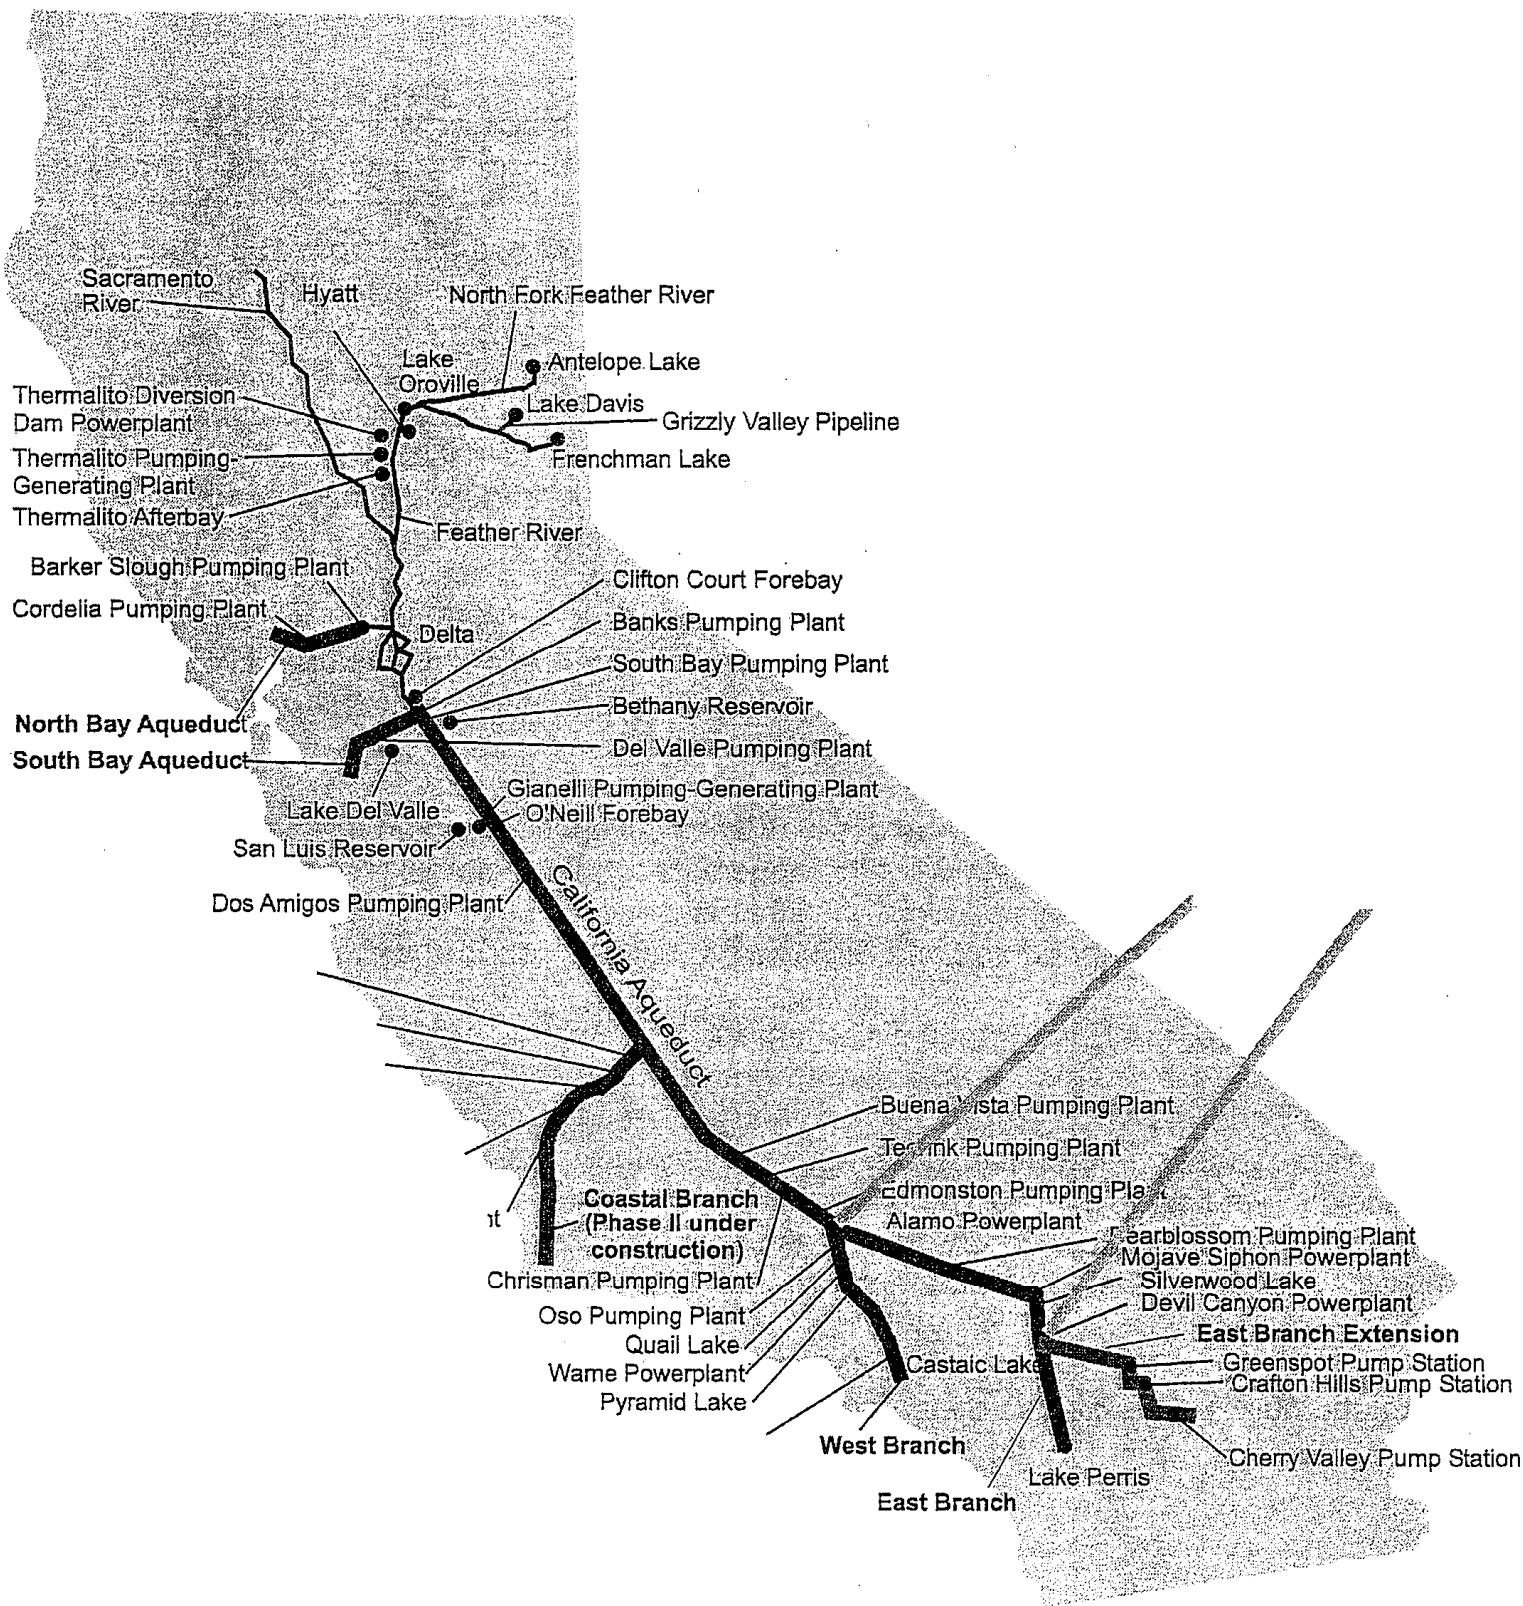 Sacramento
River
Hyatt
North Fork Feather River
Lake
Oroville
Antelope Lake
Thermalito Diversion
Dam Powerplant
Lake Davis
Grizzly Valley Pipeline
Thermalito Pumping-
Generating Plant
Frenchman Lake
Thermalito Afterbay
Feather River
Barker Slough Pumping Plant
Clifton Court Forebay
Cordelia Pumping Plant
Banks Pumping Plant
Delta
South Bay Pumping Plant
Bethany Reservoir
North Bay Aqueduct
Del Valle Pumping Plant
South Bay Aqueduct
Gianelli Pumping-Generating Plant
Lake Del Valle
O'Neill Forebay
San Luis Reservoir
Dos Amigos Pumping Plant
California Aqueduct
Buena Vista Pumping Plant
Pumping Plant
Edmonston Pumping Plant
Coastal Branch
(Phase II under
construction)
Alamo Powerplant
Pumping Plant
Mojave Siphon Powerplant
Chrisman Pumping Plant
Silverwood Lake
Devil Canyon Powerplant
Oso Pumping Plant
East Branch Extension
Quail Lake
Castaic Lake
Greenspot Pump Station
Warne Powerplant
Crafton Hills Pump Station
Pyramid Lake
West Branch
Cherry Valley Pump Station
Lake Perris
East Branch